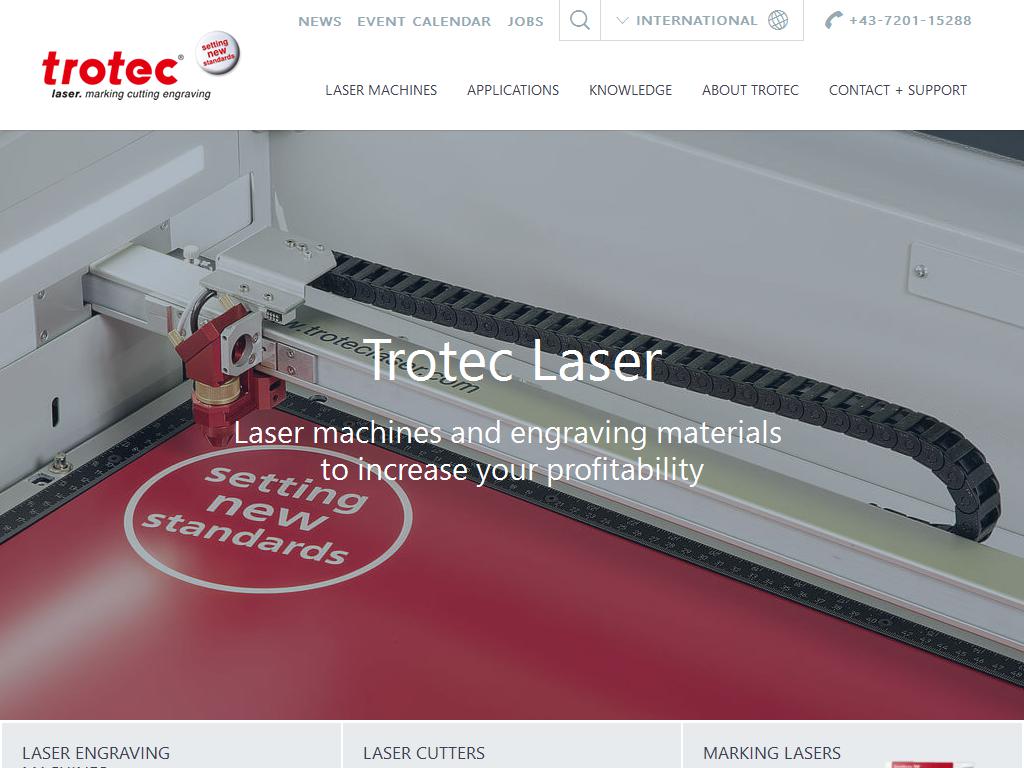 NEWS EVENT CALENDAR JOBS INTERNATIONAL +43-7201-15288
trotec®
setting
new
standards
laser. marking cutting engraving
LASER MACHINES APPLICATIONS KNOWLEDGE ABOUT TROTEC CONTACT + SUPPORT
w.troteclaser.com
Trotec Laser
Laser machines and engraving materials
to increase your profitability
setting
new
standards
LASER ENGRAVING
MACHINES
LASER CUTTERS
MARKING LASERS